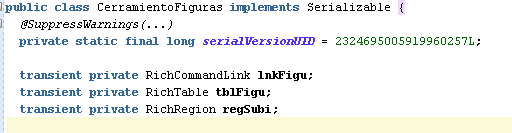 public class CerramientoFiguras implements Serializable {
@SuppressWarnings(...)
private static final long serialVersionUID = 2324695005919960257L;
transient private RichCommandLink lnkFigu;
transient private RichTable tblFigu;
transient private RichRegion regSubi;